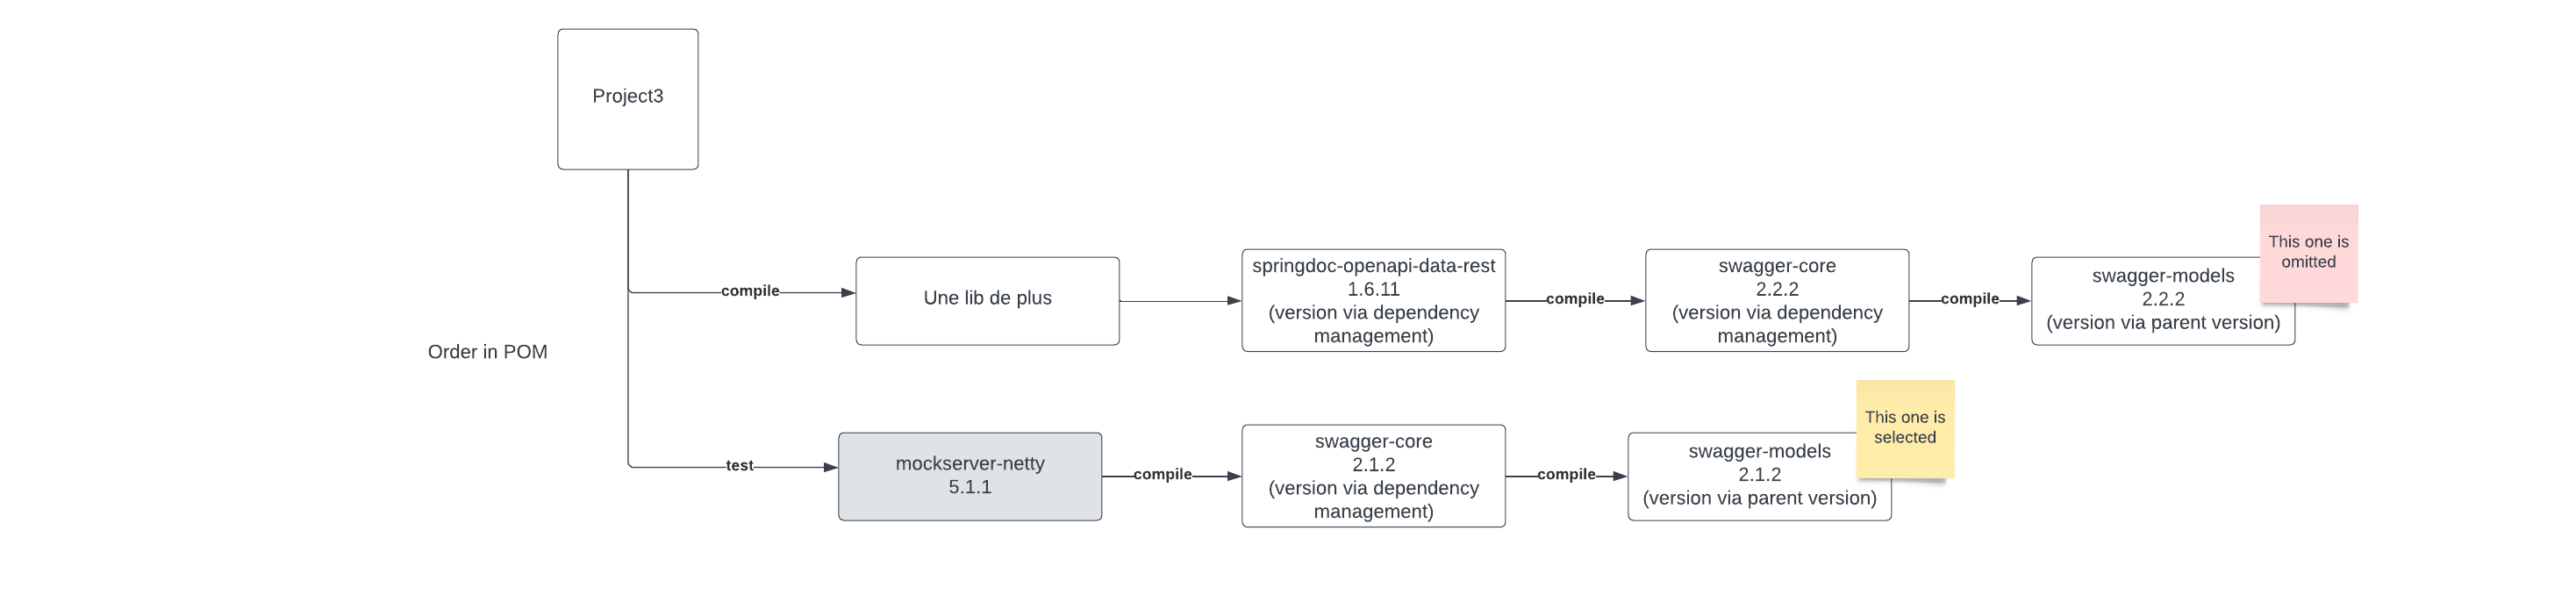 Project3
This one is
omitted
compile
Une lib de plus
springdoc-openapi-data-rest
1.6.11
(version via dependency
management)
compile
swagger-core
2.2.2
(version via dependency
management)
compile
swagger-models
2.2.2
(version via parent version)
Order in POM
This one is
selected
test
mockserver-netty
5.1.1
compile
swagger-core
2.1.2
(version via dependency
management)
compile
swagger-models
2.1.2
(version via parent version)